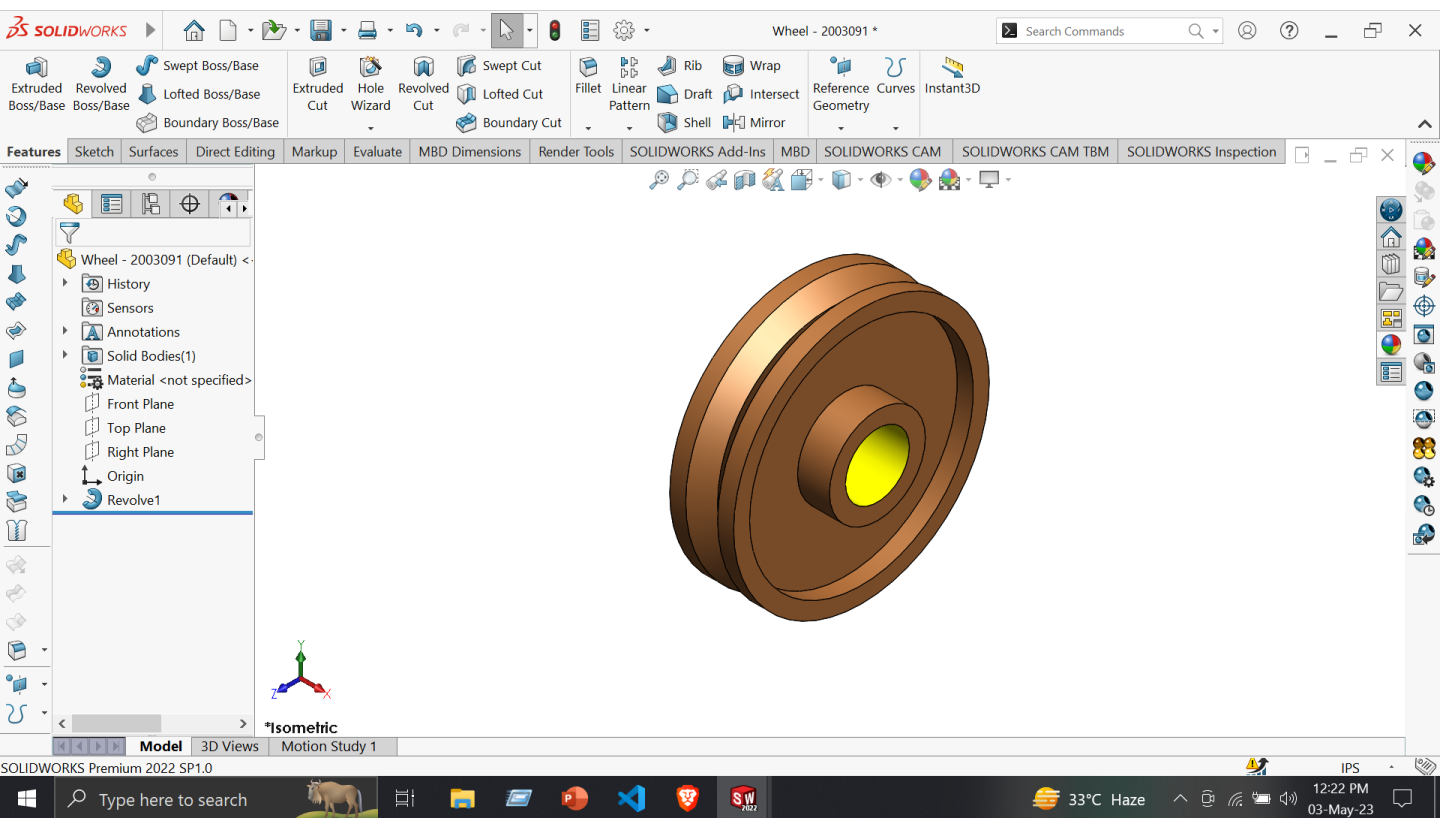 SOLIDWORKS
Wheel - 2003091 *
Search Commands
Extruded Boss/Base
Revolved Boss/Base
Swept Boss/Base
Lofted Boss/Base
Boundary Boss/Base
Extruded Cut
Hole Wizard
Revolved Cut
Swept Cut
Lofted Cut
Boundary Cut
Fillet
Linear Pattern
Rib
Draft
Shell
Wrap
Intersect
Mirror
Reference Geometry
Curves
Instant3D
Features Sketch Surfaces Direct Editing Markup Evaluate MBD Dimensions Render Tools SOLIDWORKS Add-Ins MBD SOLIDWORKS CAM SOLIDWORKS CAM TBM SOLIDWORKS Inspection
Wheel - 2003091 (Default) <
History
Sensors
Annotations
Solid Bodies(1)
Material <not specified>
Front Plane
Top Plane
Right Plane
Origin
Revolve1
Y
Z
X
*Isometric
Model 3D Views Motion Study 1
SOLIDWORKS Premium 2022 SP1.0
IPS
Type here to search
33°C Haze
12:22 PM
03-May-23